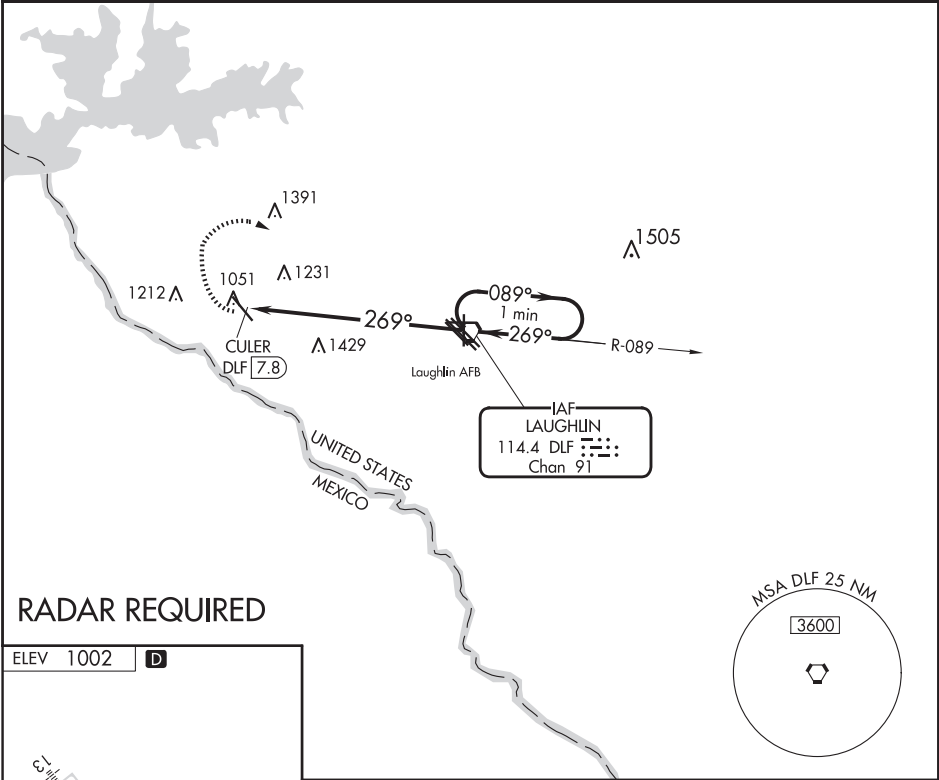 1391
1505
1051
1231
1212
089°
1 min
269°
269°
R-089
CULER
DLF 7.8
1429
Laughlin AFB
IAF
LAUGHLIN
114.4 DLF
Chan 91
UNITED STATES
MEXICO
MSA DLF 25 NM
3600
RADAR REQUIRED
ELEV 1002 D
13